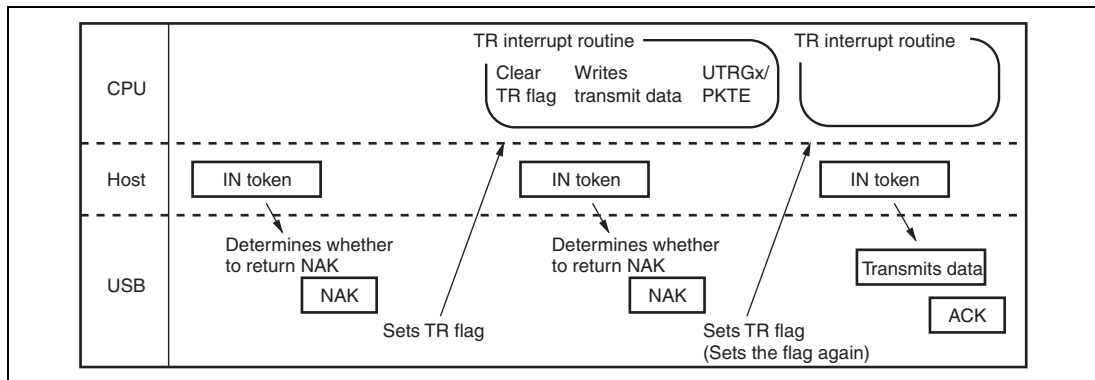 CPU
TR interrupt routine
Clear TR flag
Writes transmit data
UTRGx/ PKTE
TR interrupt routine
Host
IN token
IN token
IN token
USB
Determines whether
to return NAK
NAK
Sets TR flag
Determines whether
to return NAK
NAK
Sets TR flag
(Sets the flag again)
Transmits data
ACK